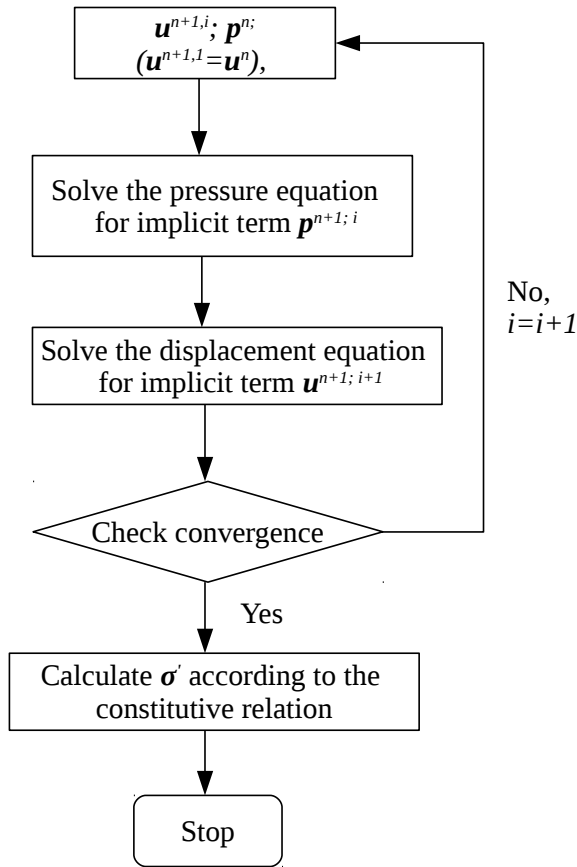 u^{n+1,i}; p^{n;}
(u^{n+1,1}=u^{n}),
Solve the pressure equation
for implicit term p^{n+1; i}
Solve the displacement equation
for implicit term u^{n+1; i+1}
Check convergence
No,
i=i+1
Yes
Calculate σ' according to the
constitutive relation
Stop